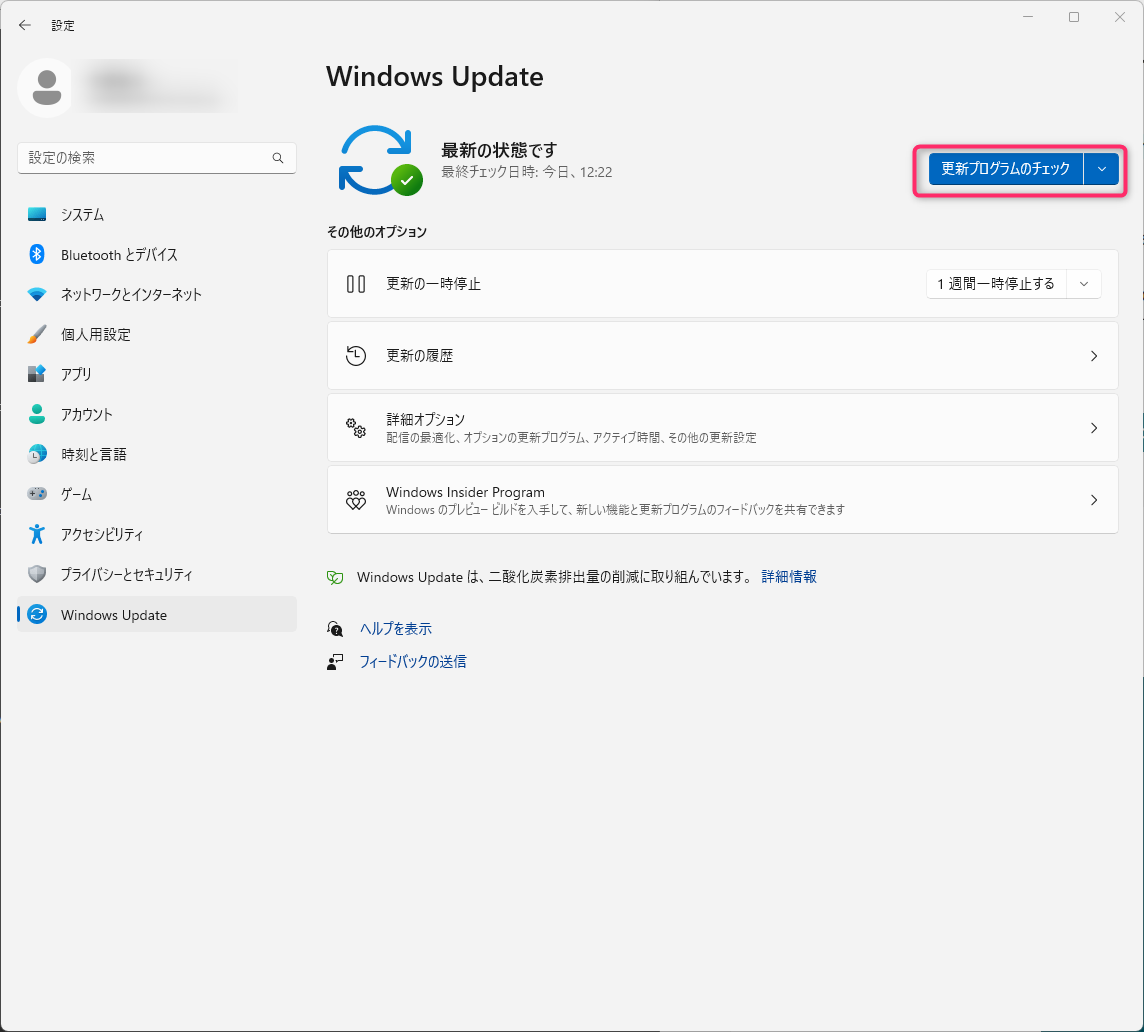 設定
設定の検索
システム
Bluetooth とデバイス
ネットワークとインターネット
個人用設定
アプリ
アカウント
時刻と言語
ゲーム
アクセシビリティ
プライバシーとセキュリティ
Windows Update
Windows Update
最新の状態です
最終チェック日時: 今日、12:22
更新プログラムのチェック
その他のオプション
更新の一時停止
1 週間一時停止する
更新の履歴
詳細オプション
配信の最適化、オプションの更新プログラム、アクティブ時間、その他の更新設定
Windows Insider Program
Windows のプレビュー ビルドを入手して、新しい機能と更新プログラムのフィードバックを共有できます
Windows Update は、二酸化炭素排出量の削減に取り組んでいます。 詳細情報
ヘルプを表示
フィードバックの送信